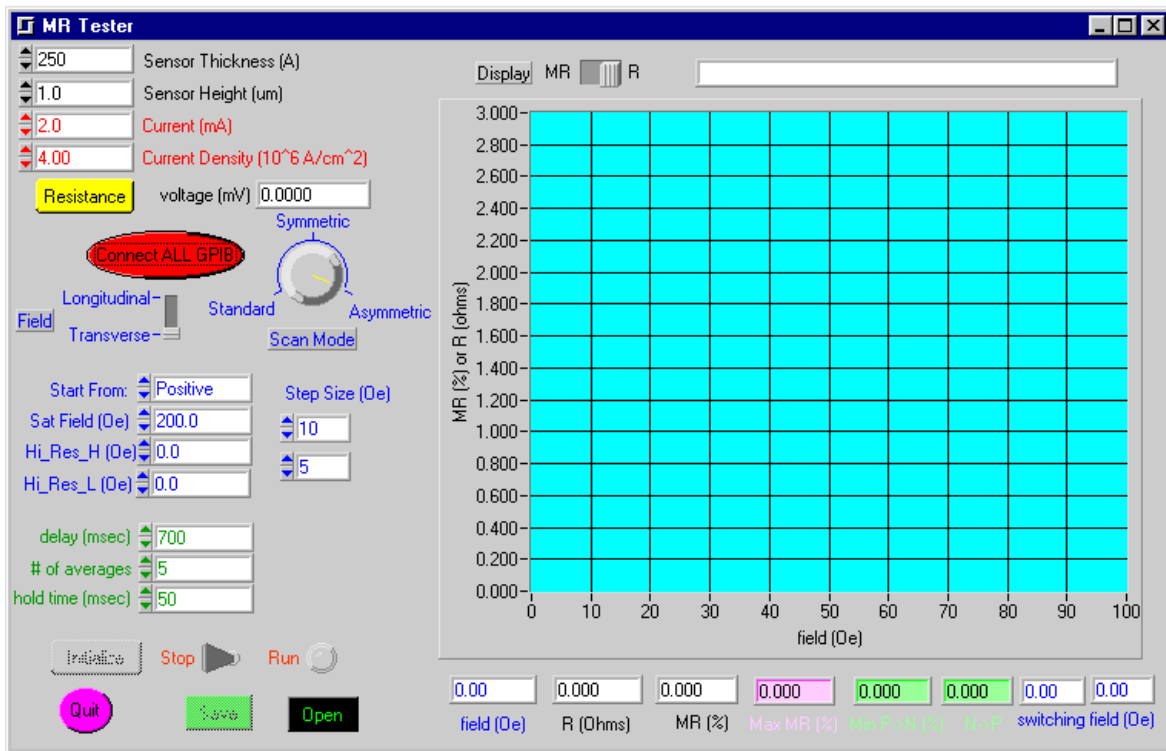 MR Tester
250 Sensor Thickness (A)
1.0 Sensor Height (um)
2.0 Current (mA)
4.00 Current Density (10^6 A/cm^2)
Resistance voltage (mV) 0.0000
Connect ALL GPIB
Symmetric
Standard
Asymmetric
Scan Mode
Field
Longitudinal
Transverse
Start From: Positive
Sat Field (Oe) 200.0
Hi_Res_H (Oe) 0.0
Hi_Res_L (Oe) 0.0
Step Size (Oe)
10
5
delay (msec) 700
# of averages 5
hold time (msec) 50
Initialize Stop Run
Quit Save Open
Display MR R
MR (%) or R (ohms)
3.000
2.800
2.600
2.400
2.200
2.000
1.800
1.600
1.400
1.200
1.000
0.800
0.600
0.400
0.200
0.000
0 10 20 30 40 50 60 70 80 90 100
field (Oe)
0.00 0.000 0.000 0.000 0.000 0.000 0.00 0.00
field (Oe) R (Ohms) MR (%) Max MR (%) Min P->N (%) N->P switching field (Oe)